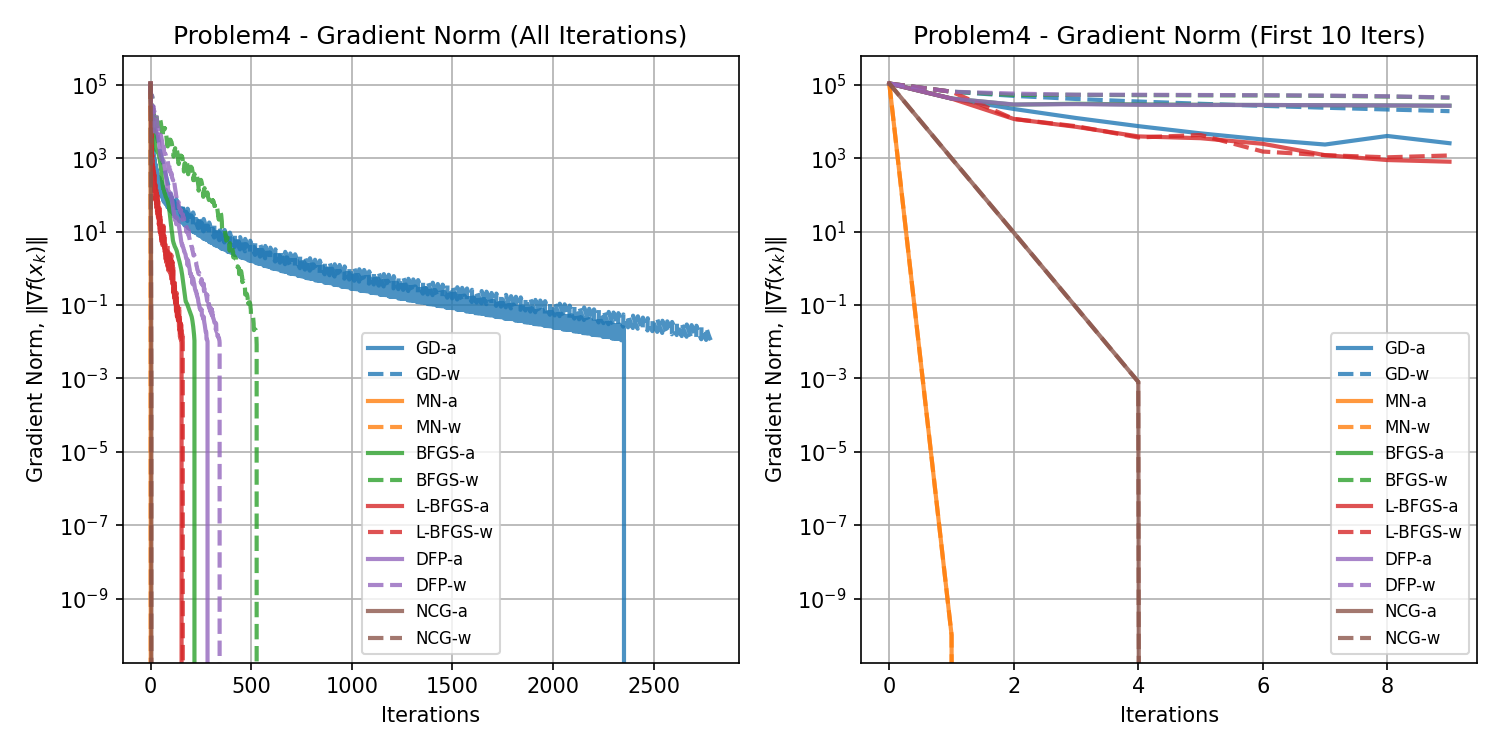 Problem4 - Gradient Norm (All Iterations)
Gradient Norm, ‖∇f(x_k)‖
10^5
10^3
10^1
10^−1
10^−3
10^−5
10^−7
10^−9
GD-a
GD-w
MN-a
MN-w
BFGS-a
BFGS-w
L-BFGS-a
L-BFGS-w
DFP-a
DFP-w
NCG-a
NCG-w
0 500 1000 1500 2000 2500
Iterations
Problem4 - Gradient Norm (First 10 Iters)
Gradient Norm, ‖∇f(x_k)‖
10^5
10^3
10^1
10^−1
10^−3
10^−5
10^−7
10^−9
GD-a
GD-w
MN-a
MN-w
BFGS-a
BFGS-w
L-BFGS-a
L-BFGS-w
DFP-a
DFP-w
NCG-a
NCG-w
0 2 4 6 8
Iterations